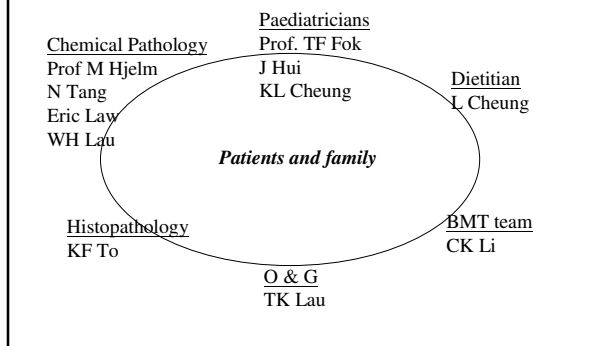 Paediatricians
Prof. TF Fok
J Hui
KL Cheung
Chemical Pathology
Prof M Hjelm
N Tang
Eric Law
WH Lau
Dietitian
L Cheung
Patients and family
Histopathology
KF To
BMT team
CK Li
O & G
TK Lau